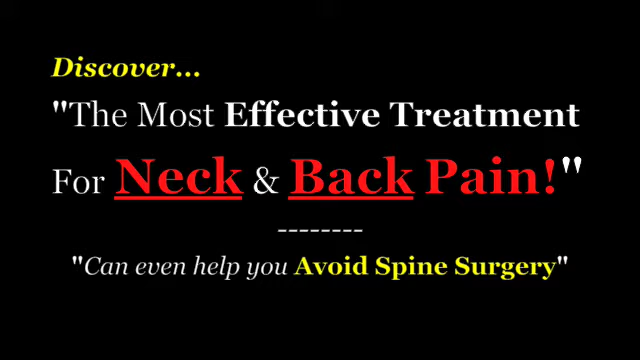 Discover...
"The Most Effective Treatment
For Neck & Back Pain!"
--------
"Can even help you Avoid Spine Surgery"